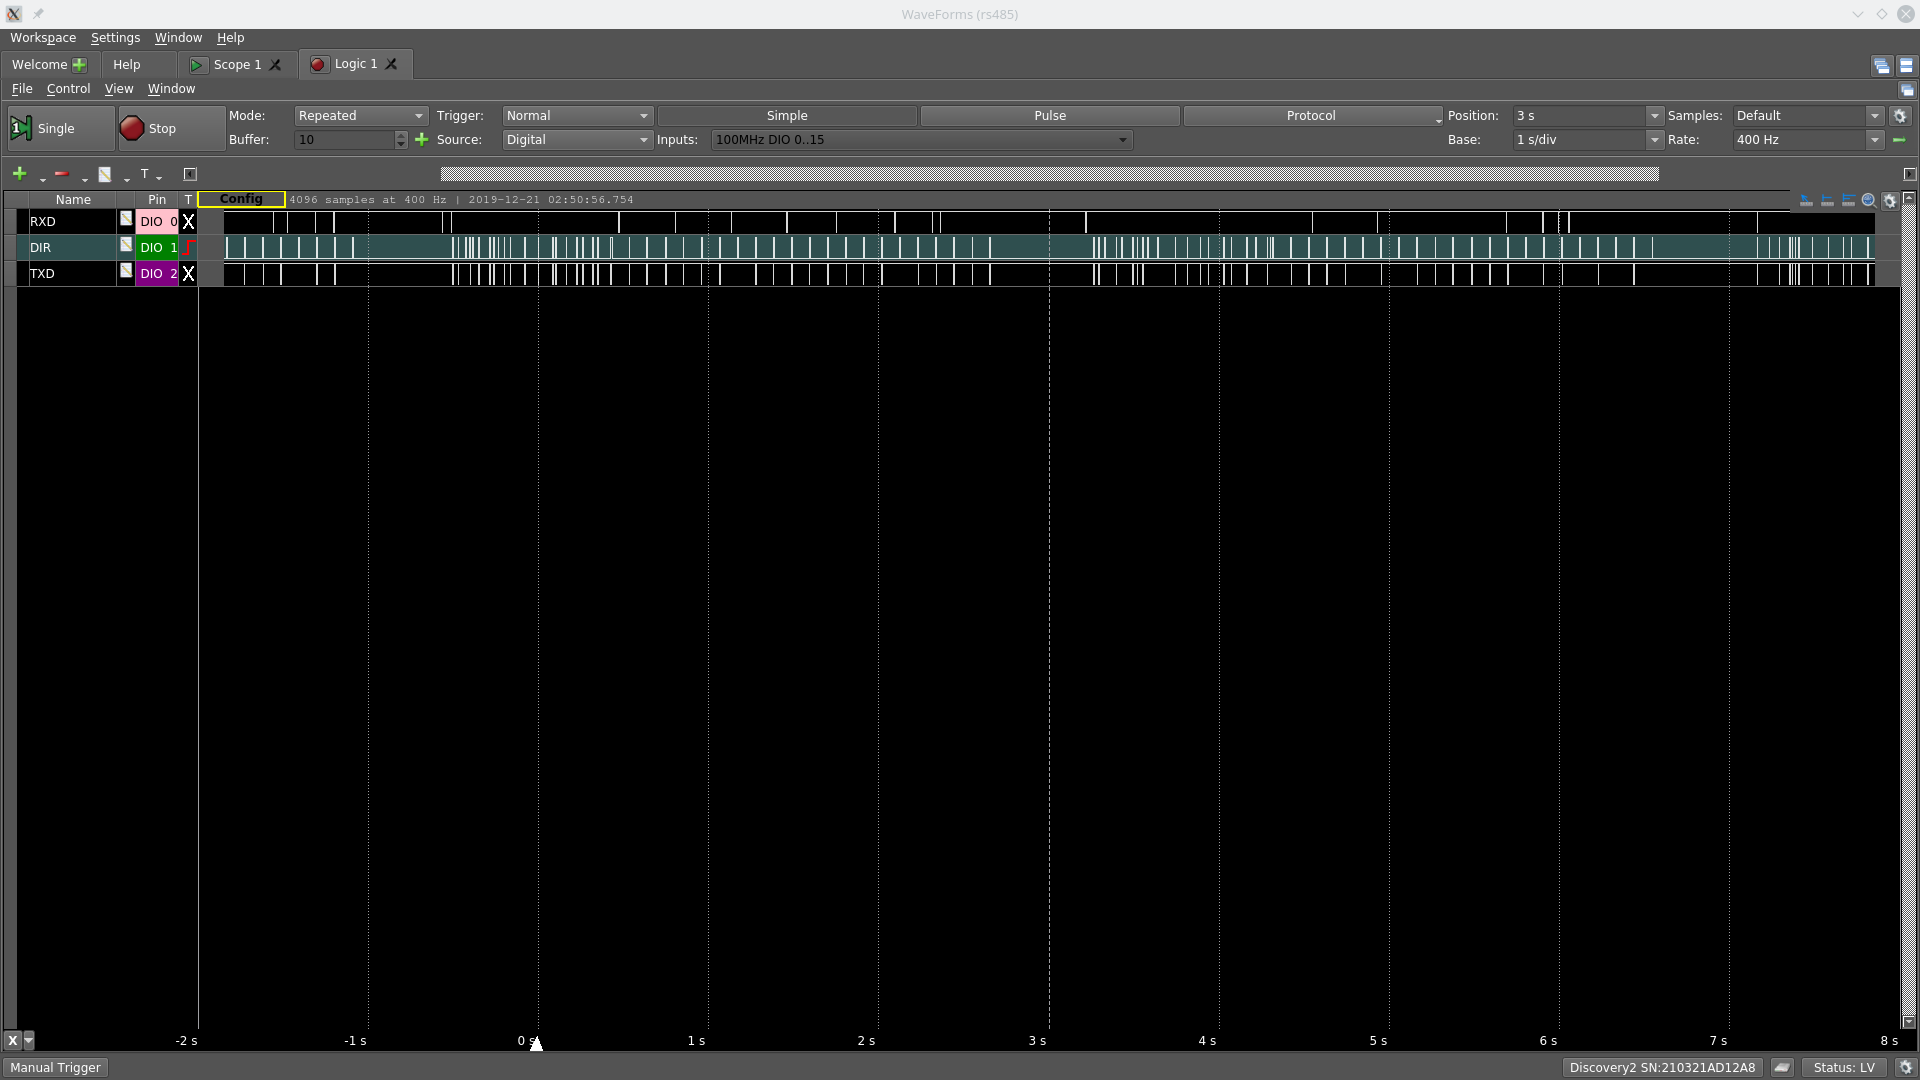 WaveForms (rs485)
Workspace Settings Window Help
Welcome Help Scope 1 Logic 1
File Control View Window
Single Stop Mode: Repeated Trigger: Normal Simple Pulse Protocol Position: 3 s Samples: Default
Buffer: 10 Source: Digital Inputs: 100MHz DIO 0..15 Base: 1 s/div Rate: 400 Hz
T
Name Pin T Config 4096 samples at 400 Hz | 2019-12-21 02:50:56.754
RXD DIO 0 X
DIR DIO 1
TXD DIO 2 X
X -2 s -1 s 0 s 1 s 2 s 3 s 4 s 5 s 6 s 7 s 8 s
Manual Trigger Discovery2 SN:210321AD12A8 Status: LV